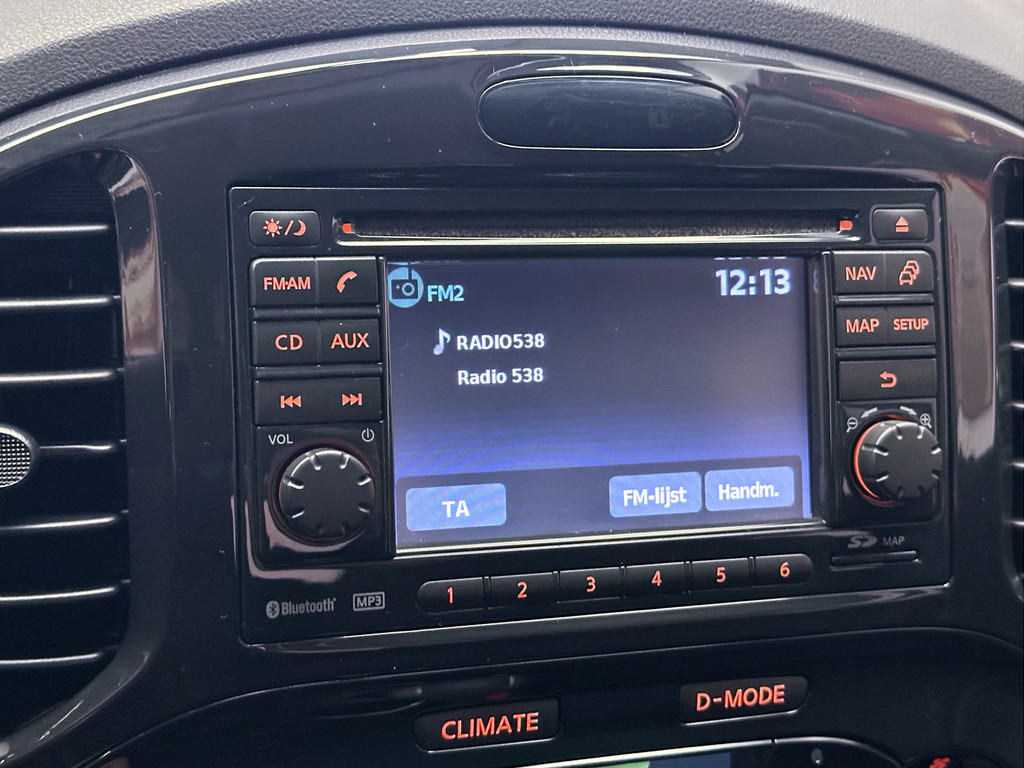 FM·AM
CD
AUX
VOL
FM2
12:13
RADIO538
Radio 538
TA
FM-lijst
Handm.
NAV
MAP
SETUP
SD MAP
Bluetooth
MP3
1
2
3
4
5
6
CLIMATE
D-MODE